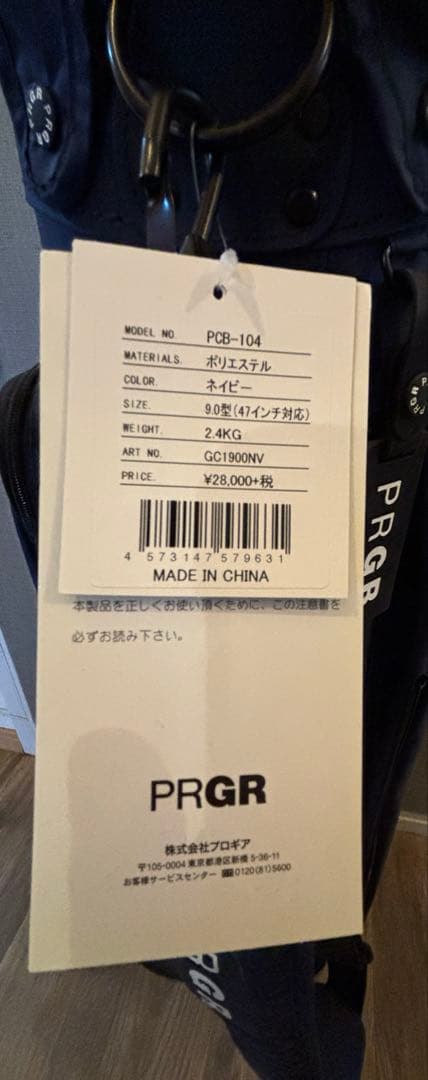 PRGR
MODEL NO. PCB-104
MATERIALS. ポリエステル
COLOR. ネイビー
SIZE. 9.0型(47インチ対応)
WEIGHT. 2.4KG
ART NO. GC1900NV
PRICE. ¥28,000+税
4 573147 579631
MADE IN CHINA
本製品を正しくお使い頂くために、この注意書を
必ずお読み下さい。
PRGR
株式会社プロギア
〒105-0004 東京都港区新橋 5-36-11
お客様サービスセンター 0120(81)5600
PRGR
PRGR
PRGR